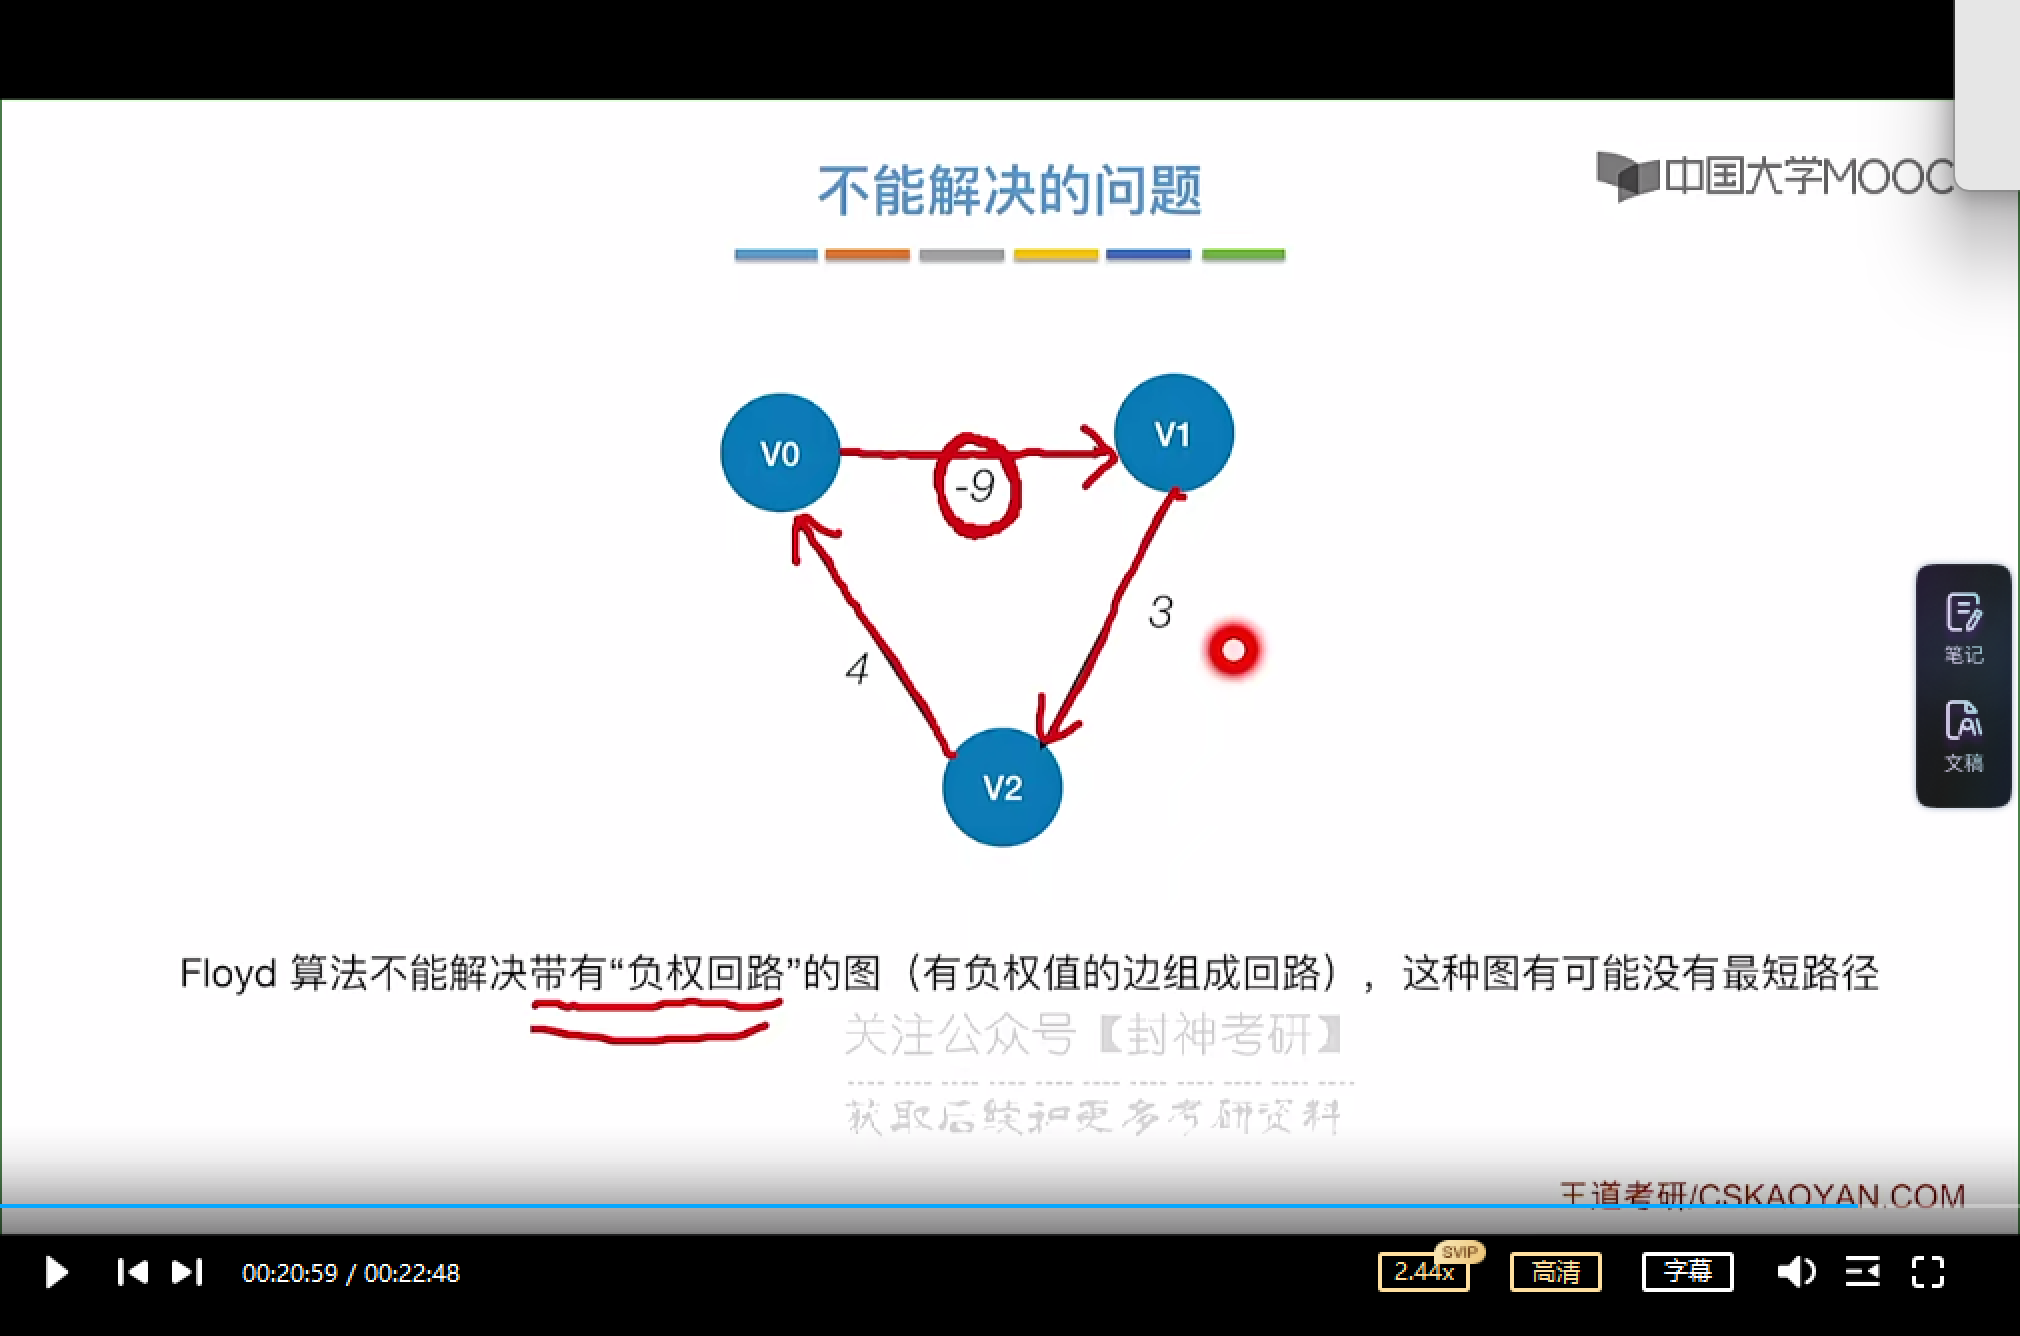 不能解决的问题
中国大学MOOC
V0
V1
-9
3
4
V2
笔记
文稿
Floyd 算法不能解决带有“负权回路”的图（有负权值的边组成回路），这种图有可能没有最短路径
关注公众号【封神考研】
获取后续和更多考研资料
王道考研/CSKAOYAN.COM
00:20:59 / 00:22:48
SVIP
2.44x
高清
字幕